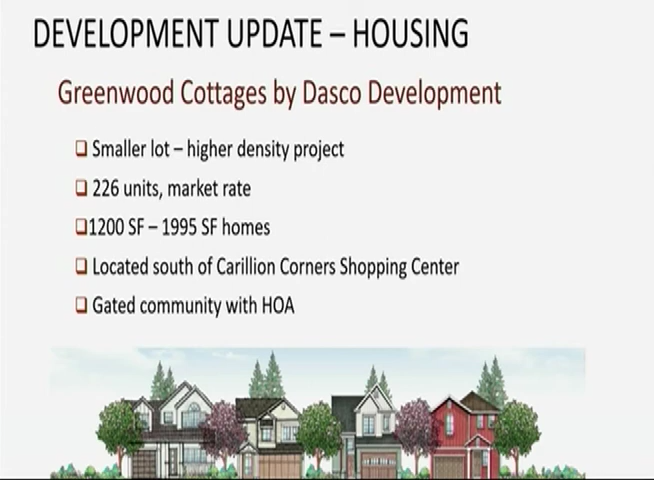 DEVELOPMENT UPDATE – HOUSING
Greenwood Cottages by Dasco Development
❑ Smaller lot – higher density project
❑ 226 units, market rate
❑1200 SF – 1995 SF homes
❑ Located south of Carillion Corners Shopping Center
❑ Gated community with HOA